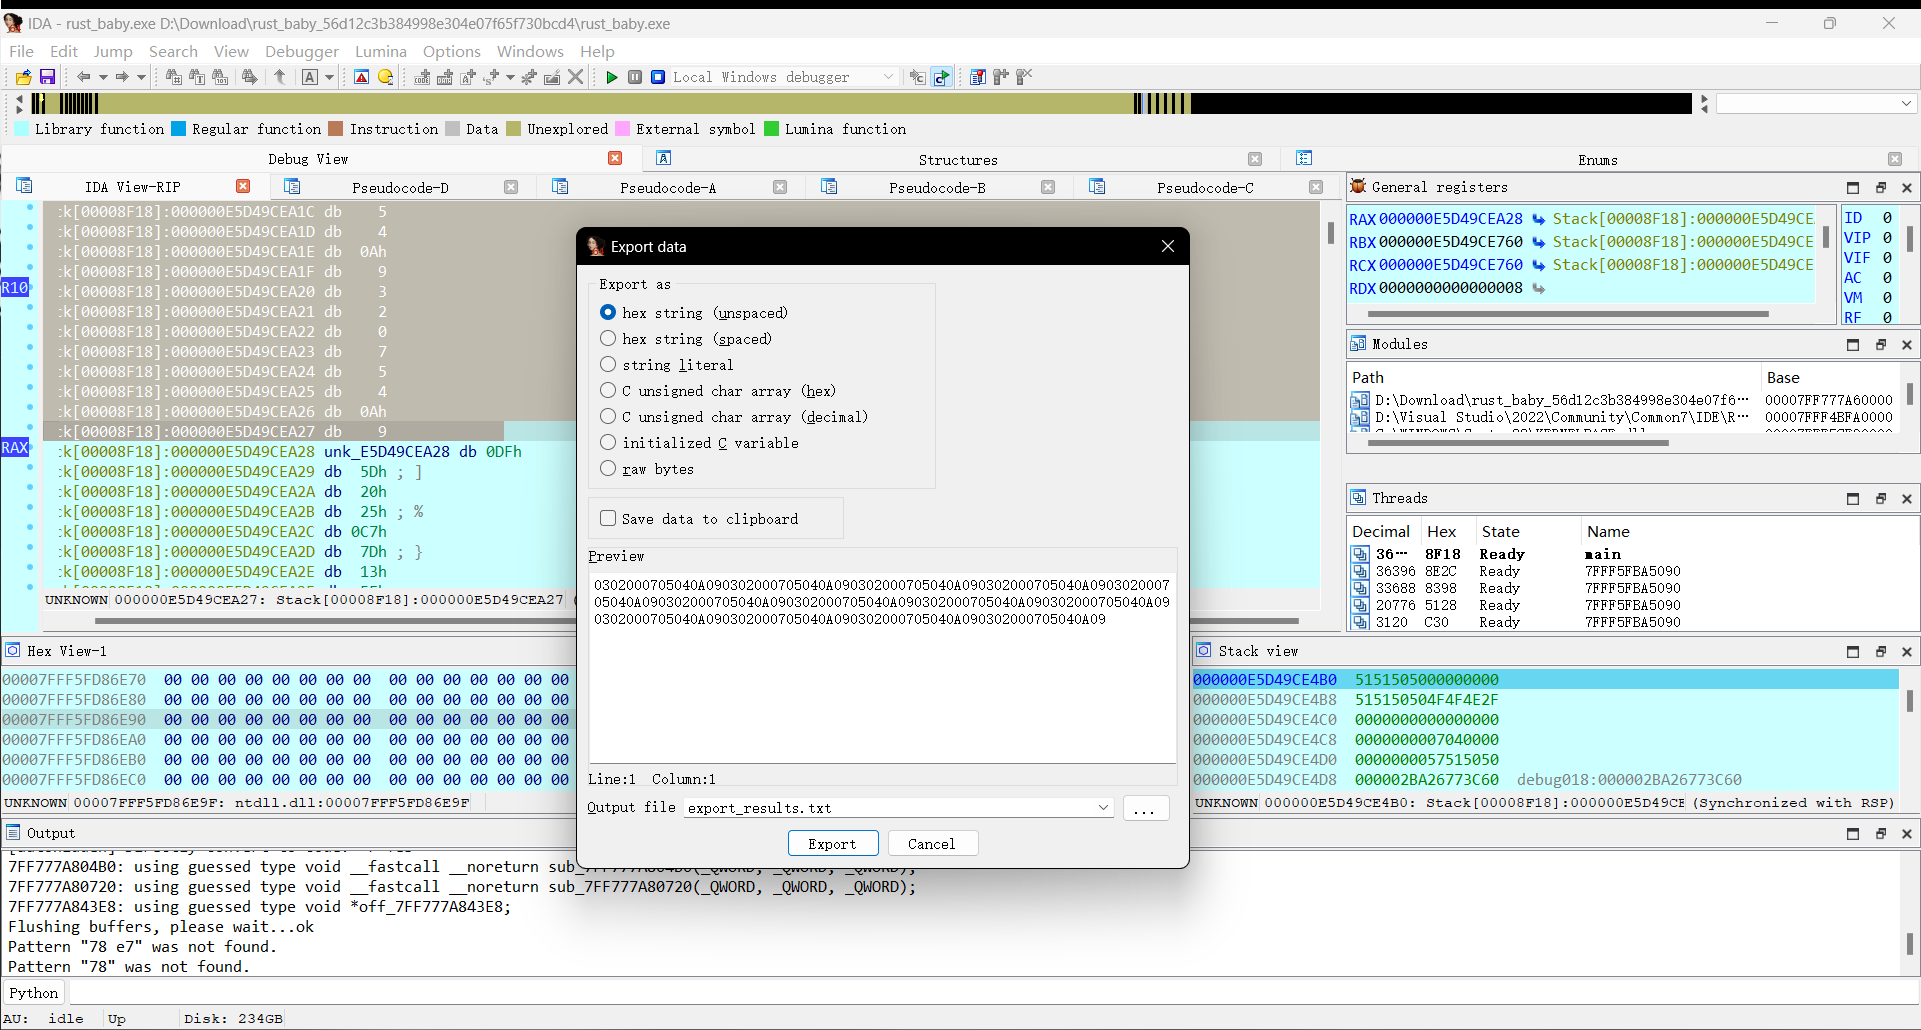 IDA - rust_baby.exe D:\Download\rust_baby_56d12c3b384998e304e07f65f730bcd4\rust_baby.exe
File Edit Jump Search View Debugger Lumina Options Windows Help
Local Windows debugger
Library function Regular function Instruction Data Unexplored External symbol Lumina function
Debug View Structures Enums
IDA View-RIP Pseudocode-D Pseudocode-A Pseudocode-B Pseudocode-C
:k[00008F18]:000000E5D49CEA1C db 5
:k[00008F18]:000000E5D49CEA1D db 4
:k[00008F18]:000000E5D49CEA1E db 0Ah
:k[00008F18]:000000E5D49CEA1F db 9
R10 :k[00008F18]:000000E5D49CEA20 db 3
:k[00008F18]:000000E5D49CEA21 db 2
:k[00008F18]:000000E5D49CEA22 db 0
:k[00008F18]:000000E5D49CEA23 db 7
:k[00008F18]:000000E5D49CEA24 db 5
:k[00008F18]:000000E5D49CEA25 db 4
:k[00008F18]:000000E5D49CEA26 db 0Ah
:k[00008F18]:000000E5D49CEA27 db 9
RAX :k[00008F18]:000000E5D49CEA28 unk_E5D49CEA28 db 0DFh
:k[00008F18]:000000E5D49CEA29 db 5Dh ; ]
:k[00008F18]:000000E5D49CEA2A db 20h
:k[00008F18]:000000E5D49CEA2B db 25h ; %
:k[00008F18]:000000E5D49CEA2C db 0C7h
:k[00008F18]:000000E5D49CEA2D db 7Dh ; }
:k[00008F18]:000000E5D49CEA2E db 13h
UNKNOWN 000000E5D49CEA27: Stack[00008F18]:000000E5D49CEA27 (
Export data
Export as
hex string (unspaced)
hex string (spaced)
string literal
C unsigned char array (hex)
C unsigned char array (decimal)
initialized C variable
raw bytes
Save data to clipboard
Preview
0302000705040A090302000705040A090302000705040A090302000705040A0903020007
05040A090302000705040A090302000705040A090302000705040A090302000705040A09
0302000705040A090302000705040A090302000705040A090302000705040A09
Line:1 Column:1
Output file export_results.txt ...
Export Cancel
General registers
RAX 000000E5D49CEA28 Stack[00008F18]:000000E5D49CE
RBX 000000E5D49CE760 Stack[00008F18]:000000E5D49CE
RCX 000000E5D49CE760 Stack[00008F18]:000000E5D49CE
RDX 0000000000000008
ID 0
VIP 0
VIF 0
AC 0
VM 0
RF 0
Modules
Path Base
D:\Download\rust_baby_56d12c3b384998e304e07f6··· 00007FF777A60000
D:\Visual Studio\2022\Community\Common7\IDE\R··· 00007FFF4BFA0000
Threads
Decimal Hex State Name
36··· 8F18 Ready main
36396 8E2C Ready 7FFF5FBA5090
33688 8398 Ready 7FFF5FBA5090
20776 5128 Ready 7FFF5FBA5090
3120 C30 Ready 7FFF5FBA5090
Hex View-1
00007FFF5FD86E70 00 00 00 00 00 00 00 00 00 00 00 00 00 00 00
00007FFF5FD86E80 00 00 00 00 00 00 00 00 00 00 00 00 00 00 00
00007FFF5FD86E90 00 00 00 00 00 00 00 00 00 00 00 00 00 00 00
00007FFF5FD86EA0 00 00 00 00 00 00 00 00 00 00 00 00 00 00 00
00007FFF5FD86EB0 00 00 00 00 00 00 00 00 00 00 00 00 00 00 00
00007FFF5FD86EC0 00 00 00 00 00 00 00 00 00 00 00 00 00 00 00
UNKNOWN 00007FFF5FD86E9F: ntdll.dll:00007FFF5FD86E9F
Stack view
000000E5D49CE4B0 5151505000000000
000000E5D49CE4B8 515150504F4F4E2F
000000E5D49CE4C0 0000000000000000
000000E5D49CE4C8 0000000007040000
000000E5D49CE4D0 0000000057515050
000000E5D49CE4D8 000002BA26773C60 debug018:000002BA26773C60
UNKNOWN 000000E5D49CE4B0: Stack[00008F18]:000000E5D49CE (Synchronized with RSP)
Output
7FF777A804B0: using guessed type void __fastcall __noreturn sub_7FF777A804B0(_QWORD, _QWORD, _QWORD);
7FF777A80720: using guessed type void __fastcall __noreturn sub_7FF777A80720(_QWORD, _QWORD, _QWORD);
7FF777A843E8: using guessed type void *off_7FF777A843E8;
Flushing buffers, please wait...ok
Pattern "78 e7" was not found.
Pattern "78" was not found.
Python
AU: idle Up Disk: 234GB